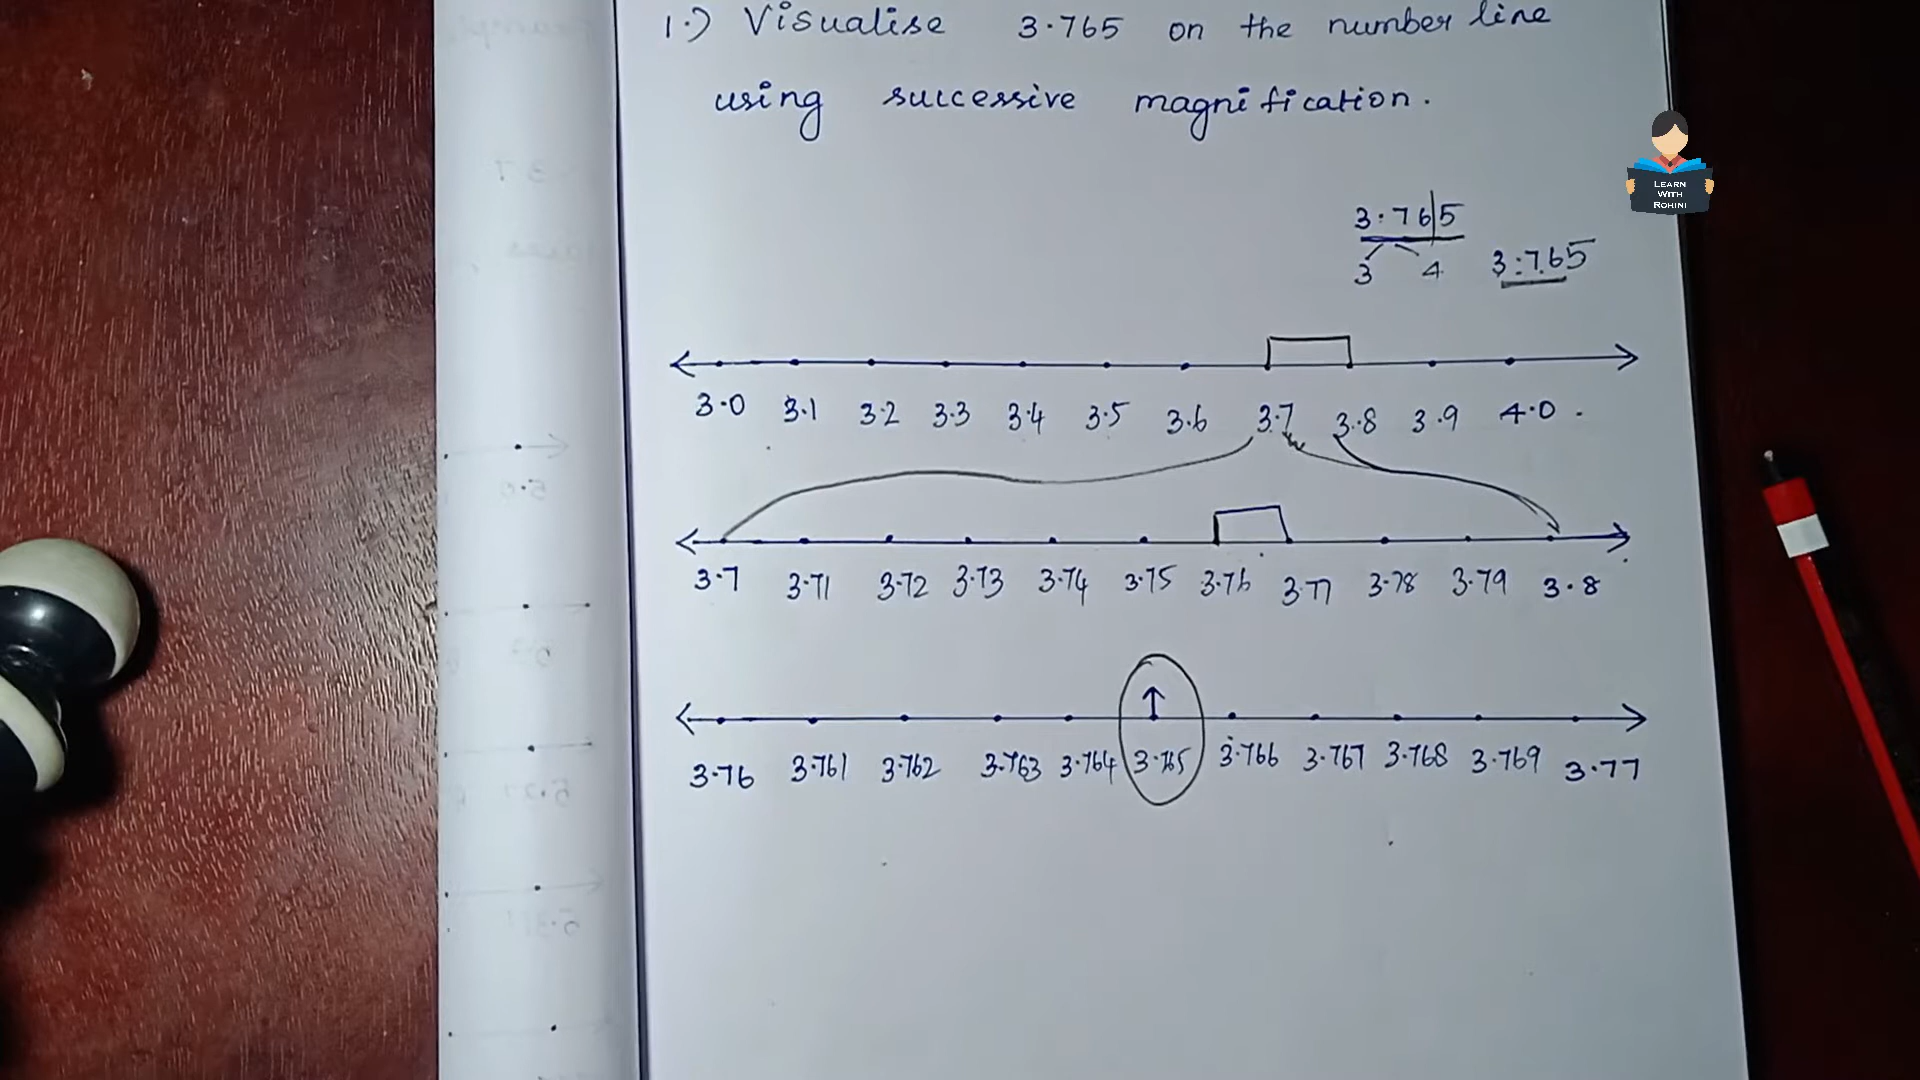 1.) Visualise 3.765 on the number line
using successive magnification.
LEARN
WITH
ROHINI
3.76|5
3 4 3.765
3.0 3.1 3.2 3.3 3.4 3.5 3.6 3.7 3.8 3.9 4.0
3.7 3.71 3.72 3.73 3.74 3.75 3.76 3.77 3.78 3.79 3.8
3.76 3.761 3.762 3.763 3.764 3.765 3.766 3.767 3.768 3.769 3.77